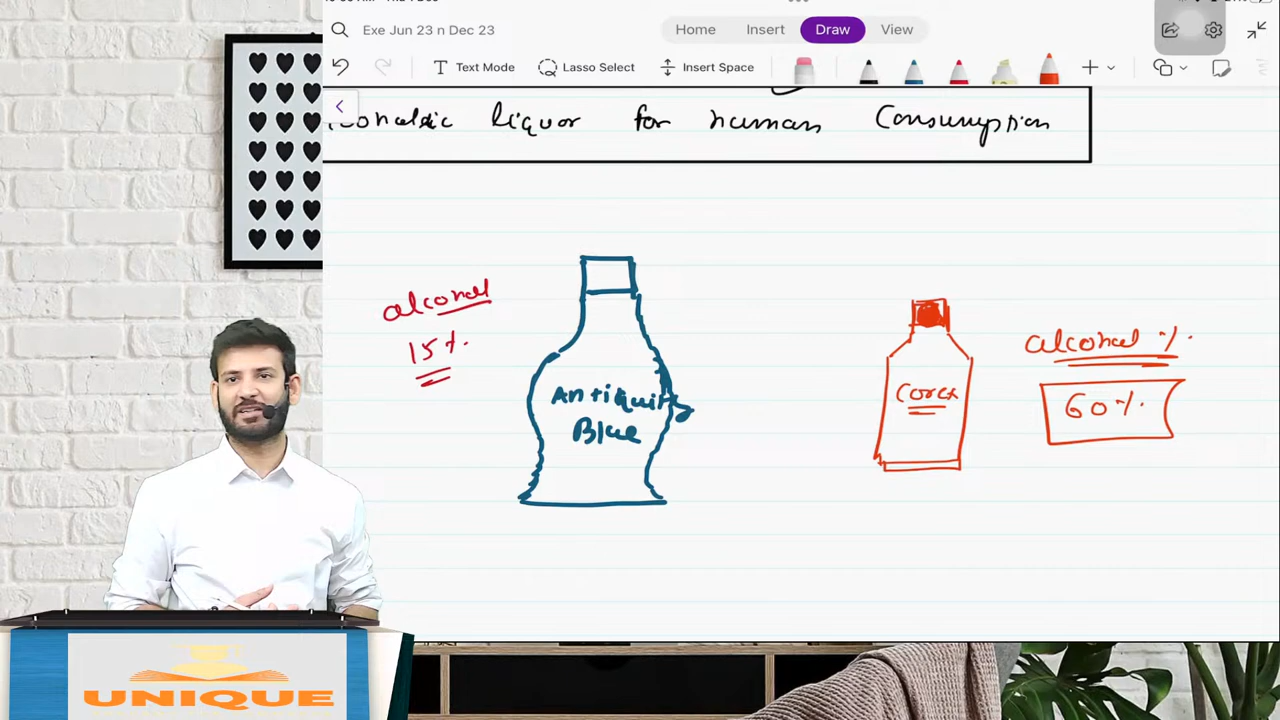 Exe Jun 23 n Dec 23
Home Insert Draw View
Text Mode Lasso Select Insert Space
liquor for human Consumption
alcohol
15%.
Antiquity
Blue
Corex
alcohol %.
60%.
UNIQUE